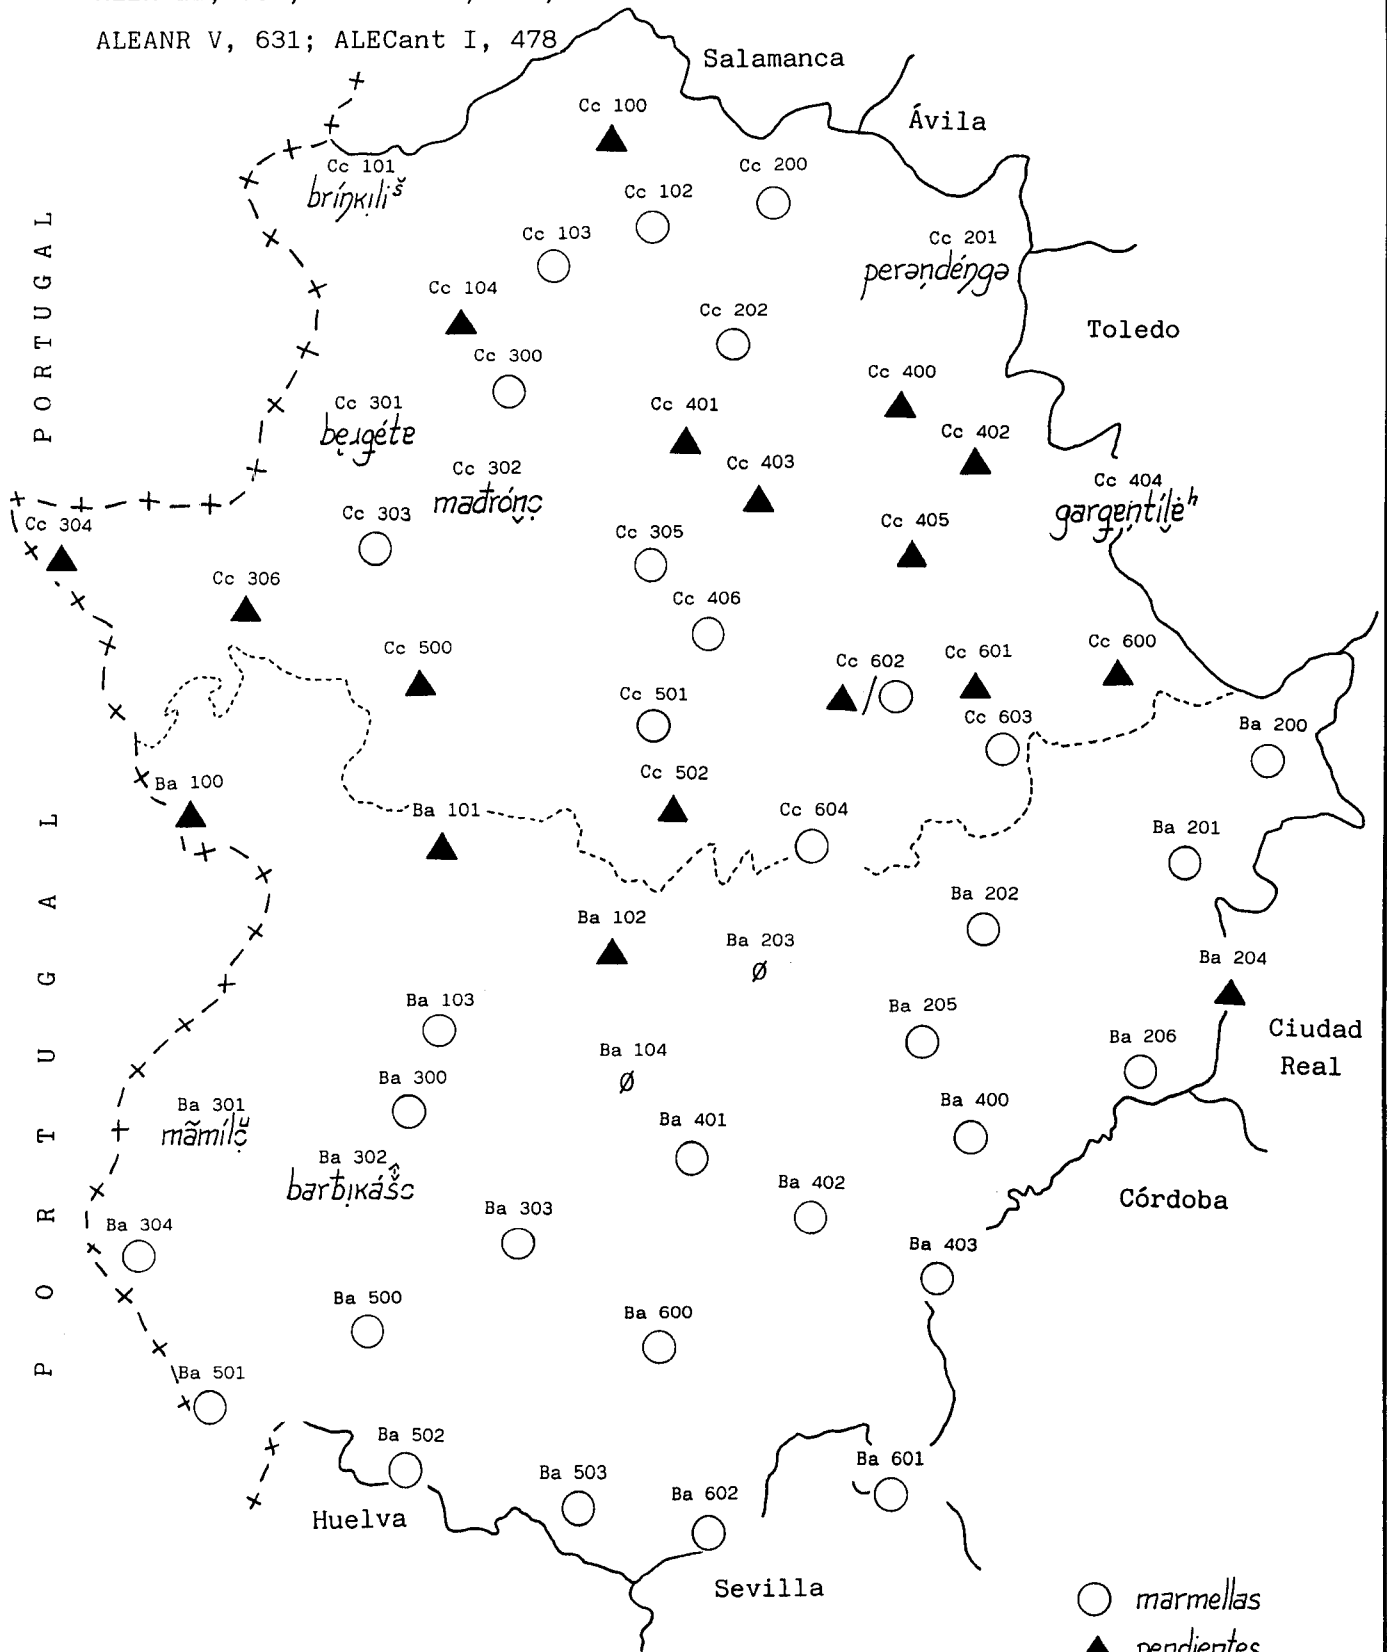 ALEANR V, 631; ALECant I, 478
Salamanca
Ávila
Cc 100
Cc 101
Cc 200
Cc 102
Cc 103
Cc 201
Cc 104
Cc 202
Toledo
PORTUGAL
Cc 300
Cc 400
Cc 301
Cc 401
Cc 402
Cc 403
Cc 302
Cc 404
Cc 303
Cc 304
Cc 305
Cc 405
Cc 306
Cc 406
Cc 500
Cc 602
Cc 601
Cc 600
Cc 501
Cc 603
Ba 200
Cc 502
Ba 100
Ba 101
Cc 604
Ba 201
Ba 202
Ba 102
Ba 203
ø
Ba 204
Ba 103
Ba 205
Ciudad
Real
Ba 206
Ba 104
ø
Ba 300
Ba 400
Ba 301
Ba 401
Ba 302
Ba 402
Córdoba
Ba 303
Ba 304
Ba 403
PORTUGAL
Ba 500
Ba 600
Ba 501
Ba 502
Ba 503
Ba 601
Ba 602
Huelva
Sevilla
marmellas
pendientes